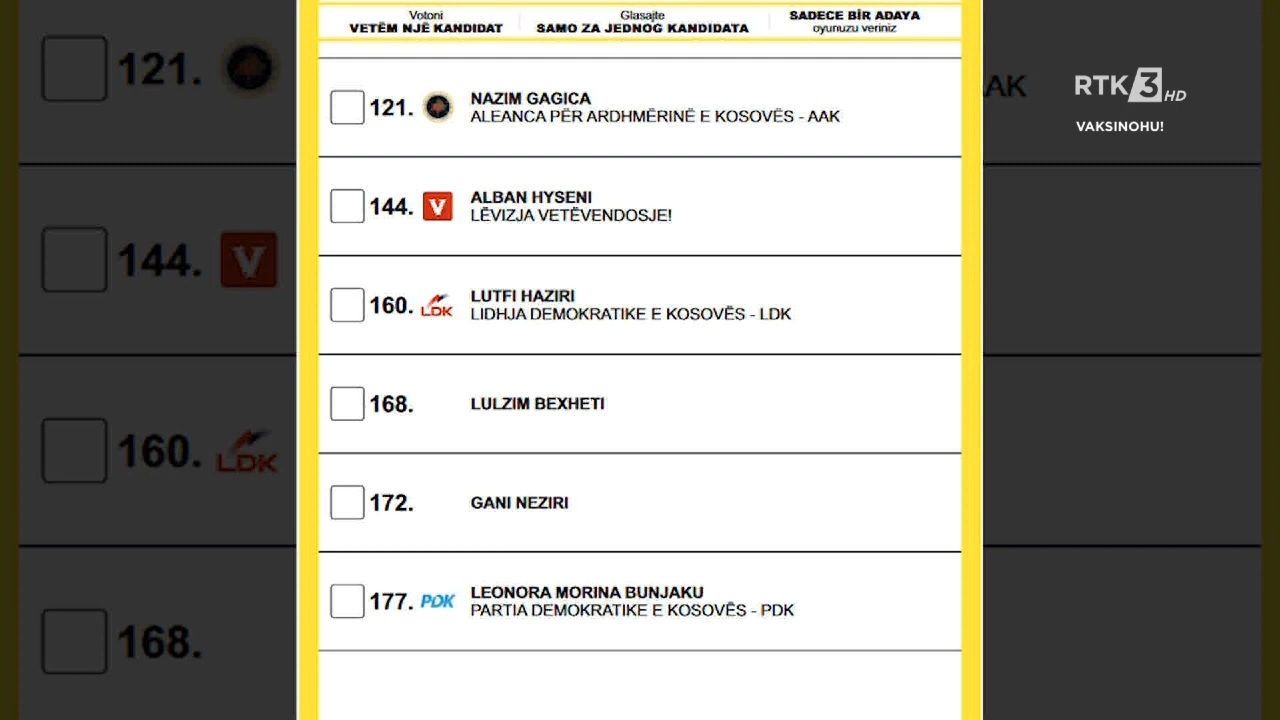 Votoni
VETËM NJË KANDIDAT
Glasajte
SAMO ZA JEDNOG KANDIDATA
SADECE BİR ADAYA
oyunuzu veriniz
121.
NAZIM GAGICA
ALEANCA PËR ARDHMËRINË E KOSOVËS - AAK
144.
V
ALBAN HYSENI
LËVIZJA VETËVENDOSJE!
160.
LDK
LUTFI HAZIRI
LIDHJA DEMOKRATIKE E KOSOVËS - LDK
168.
LULZIM BEXHETI
172.
GANI NEZIRI
177.
PDK
LEONORA MORINA BUNJAKU
PARTIA DEMOKRATIKE E KOSOVËS - PDK
121.
144.
V
160.
LDK
168.
AAK
RTK3HD
VAKSINOHU!